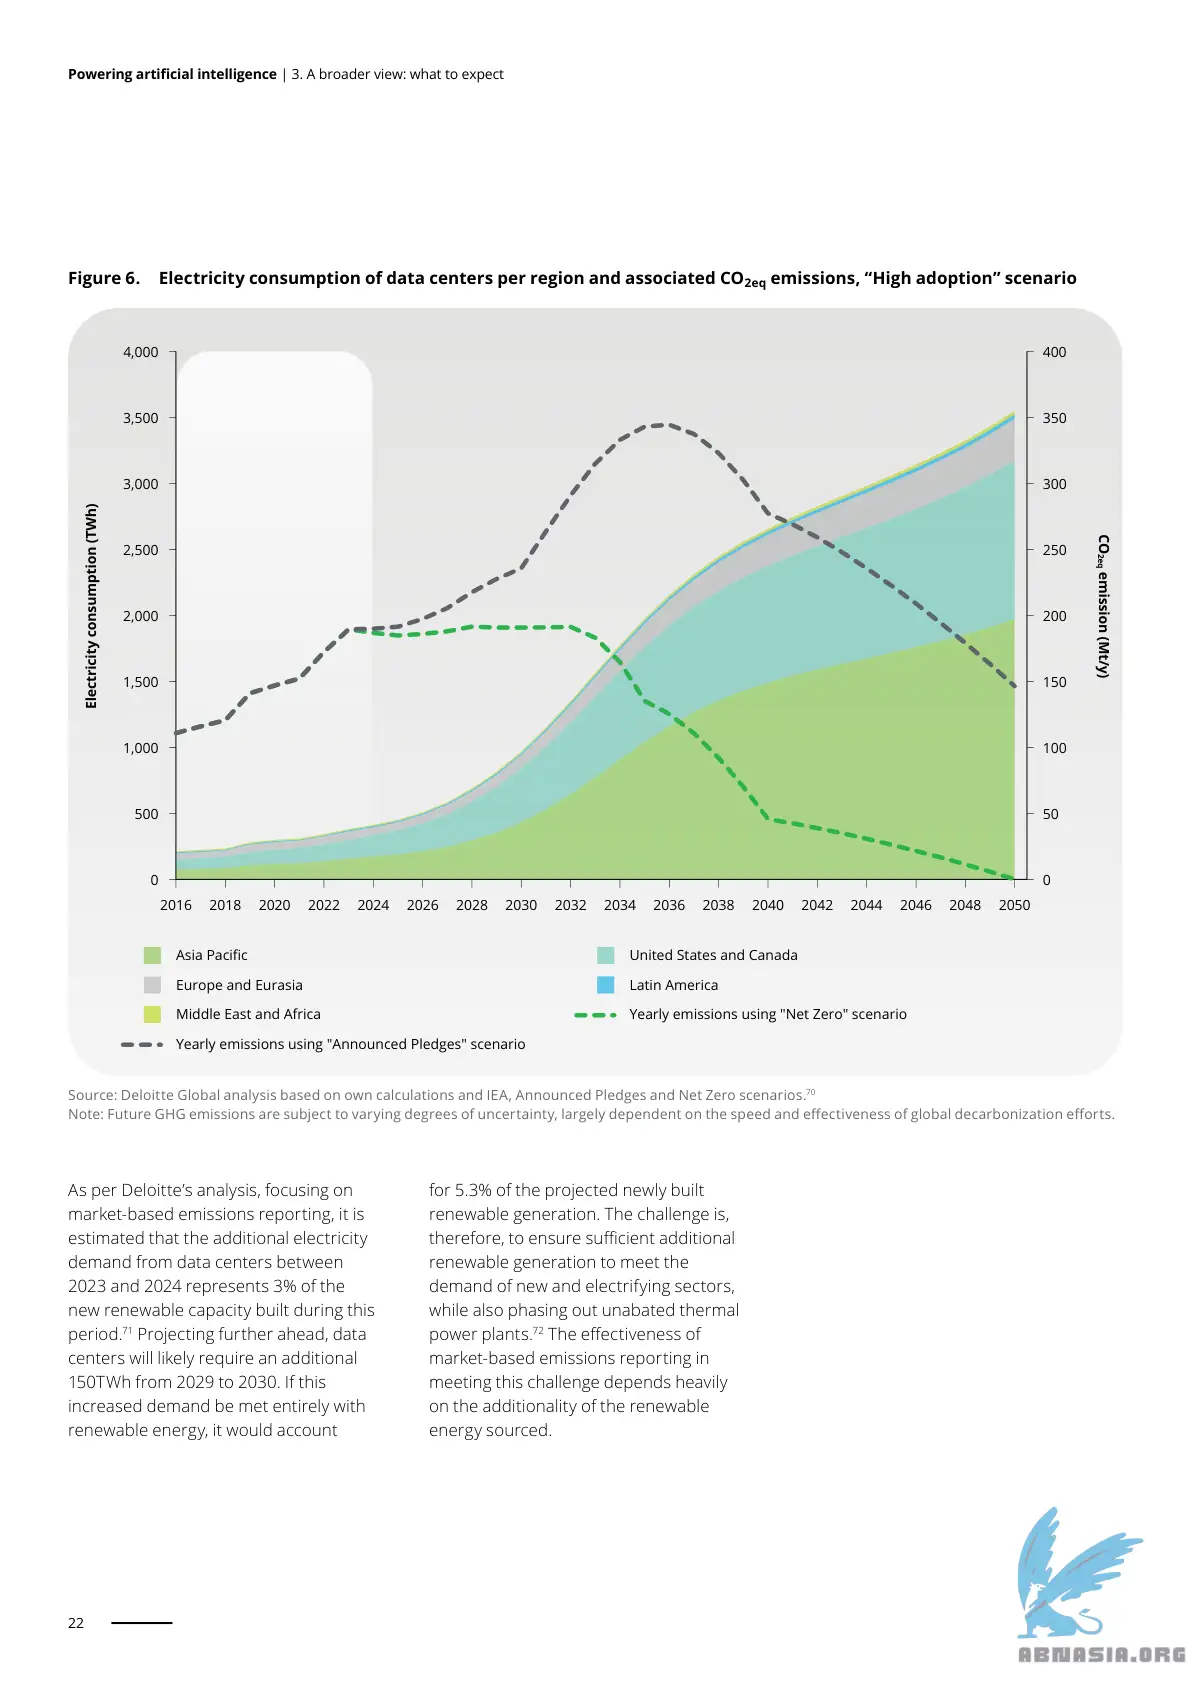 Powering artificial intelligence | 3. A broader view: what to expect
Figure 6. Electricity consumption of data centers per region and associated CO2eq emissions, “High adoption” scenario
4,000
3,500
3,000
2,500
2,000
1,500
1,000
500
0
Electricity consumption (TWh)
400
350
300
250
200
150
100
50
0
CO2eq emission (Mt/y)
2016 2018 2020 2022 2024 2026 2028 2030 2032 2034 2036 2038 2040 2042 2044 2046 2048 2050
Asia Pacific
United States and Canada
Europe and Eurasia
Latin America
Middle East and Africa
Yearly emissions using "Net Zero" scenario
Yearly emissions using "Announced Pledges" scenario
Source: Deloitte Global analysis based on own calculations and IEA, Announced Pledges and Net Zero scenarios.70
Note: Future GHG emissions are subject to varying degrees of uncertainty, largely dependent on the speed and effectiveness of global decarbonization efforts.
As per Deloitte’s analysis, focusing on
market-based emissions reporting, it is
estimated that the additional electricity
demand from data centers between
2023 and 2024 represents 3% of the
new renewable capacity built during this
period.71 Projecting further ahead, data
centers will likely require an additional
150TWh from 2029 to 2030. If this
increased demand be met entirely with
renewable energy, it would account
for 5.3% of the projected newly built
renewable generation. The challenge is,
therefore, to ensure sufficient additional
renewable generation to meet the
demand of new and electrifying sectors,
while also phasing out unabated thermal
power plants.72 The effectiveness of
market-based emissions reporting in
meeting this challenge depends heavily
on the additionality of the renewable
energy sourced.
22
ABNASIA.ORG